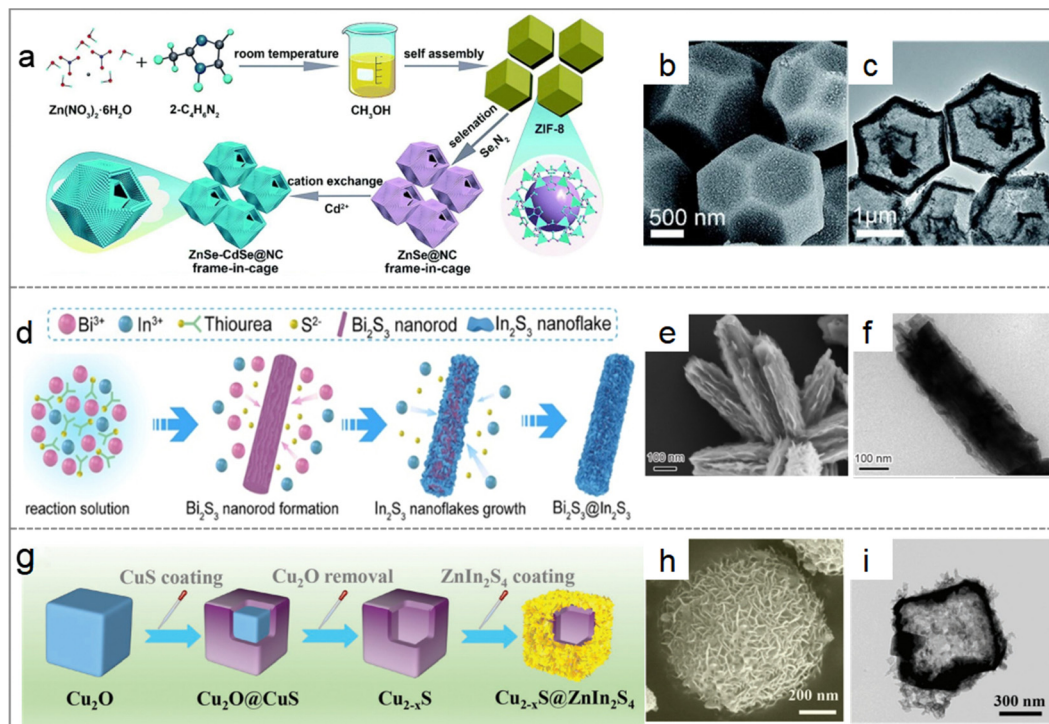 a
room temperature
self assembly
Zn(NO₃)₂·6H₂O
2-C₄H₆N₂
CH₃OH
ZIF-8
selenation
Se,N₂
cation exchange
Cd²⁺
ZnSe-CdSe@NC
frame-in-cage
ZnSe@NC
frame-in-cage
b
500 nm
c
1μm
d
Bi³⁺
In³⁺
Thiourea
S²⁻
Bi₂S₃ nanorod
In₂S₃ nanoflake
reaction solution
Bi₂S₃ nanorod formation
In₂S₃ nanoflakes growth
Bi₂S₃@In₂S₃
e
100 nm
f
100 nm
g
CuS coating
Cu₂O removal
ZnIn₂S₄ coating
Cu₂O
Cu₂O@CuS
Cu₂₋ₓS
Cu₂₋ₓS@ZnIn₂S₄
h
200 nm
i
300 nm